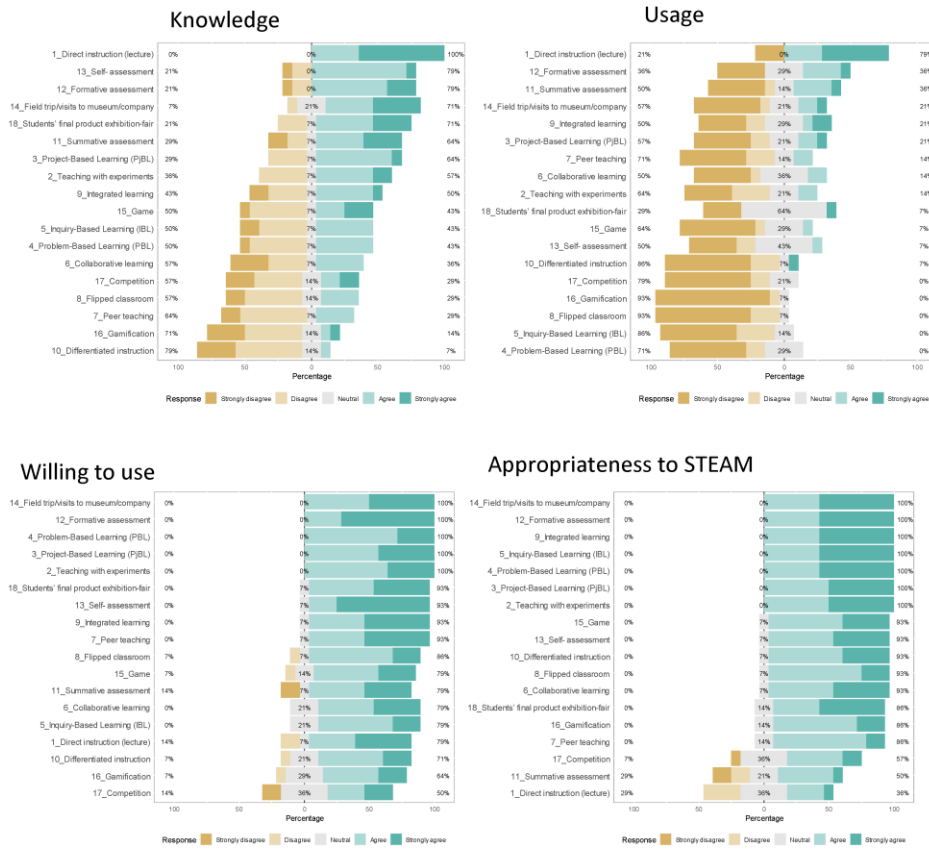 Knowledge
1_Direct instruction (lecture) 0% 0% 100%
13_Self- assessment 21% 0% 79%
12_Formative assessment 21% 0% 79%
14_Field trip/visits to museum/company 7% 21% 71%
18_Students' final product exhibition-fair 21% 7% 71%
11_Summative assessment 29% 7% 64%
3_Project-Based Learning (PjBL) 29% 7% 64%
2_Teaching with experiments 36% 7% 57%
9_Integrated learning 43% 7% 50%
15_Game 50% 7% 43%
5_Inquiry-Based Learning (IBL) 50% 7% 43%
4_Problem-Based Learning (PBL) 50% 7% 43%
6_Collaborative learning 57% 7% 36%
17_Competition 57% 14% 29%
8_Flipped classroom 57% 14% 29%
7_Peer teaching 64% 7% 29%
16_Gamification 71% 14% 14%
10_Differentiated instruction 79% 14% 7%
100 50 0 50 100
Percentage
Response Strongly disagree Disagree Neutral Agree Strongly agree
Usage
1_Direct instruction (lecture) 21% 0% 79%
12_Formative assessment 36% 29% 36%
11_Summative assessment 50% 14% 36%
14_Field trip/visits to museum/company 57% 21% 21%
9_Integrated learning 50% 29% 21%
3_Project-Based Learning (PjBL) 57% 21% 21%
7_Peer teaching 71% 14% 14%
6_Collaborative learning 50% 36% 14%
2_Teaching with experiments 64% 21% 14%
18_Students' final product exhibition-fair 29% 64% 7%
15_Game 64% 29% 7%
13_Self- assessment 50% 43% 7%
10_Differentiated instruction 86% 7% 7%
17_Competition 79% 21% 0%
16_Gamification 93% 7% 0%
8_Flipped classroom 93% 7% 0%
5_Inquiry-Based Learning (IBL) 86% 14% 0%
4_Problem-Based Learning (PBL) 71% 29% 0%
100 50 0 50 100
Percentage
Response Strongly disagree Disagree Neutral Agree Strongly agree
Willing to use
14_Field trip/visits to museum/company 0% 0% 100%
12_Formative assessment 0% 0% 100%
4_Problem-Based Learning (PBL) 0% 0% 100%
3_Project-Based Learning (PjBL) 0% 0% 100%
2_Teaching with experiments 0% 0% 100%
18_Students' final product exhibition-fair 0% 7% 93%
13_Self- assessment 0% 7% 93%
9_Integrated learning 0% 7% 93%
7_Peer teaching 0% 7% 93%
8_Flipped classroom 7% 7% 86%
15_Game 7% 14% 79%
11_Summative assessment 14% 7% 79%
6_Collaborative learning 0% 21% 79%
5_Inquiry-Based Learning (IBL) 0% 21% 79%
1_Direct instruction (lecture) 14% 7% 79%
10_Differentiated instruction 7% 21% 71%
16_Gamification 7% 29% 64%
17_Competition 14% 36% 50%
100 50 0 50 100
Percentage
Response Strongly disagree Disagree Neutral Agree Strongly agree
Appropriateness to STEAM
14_Field trip/visits to museum/company 0% 0% 100%
12_Formative assessment 0% 0% 100%
9_Integrated learning 0% 0% 100%
5_Inquiry-Based Learning (IBL) 0% 0% 100%
4_Problem-Based Learning (PBL) 0% 0% 100%
3_Project-Based Learning (PjBL) 0% 0% 100%
2_Teaching with experiments 0% 0% 100%
15_Game 0% 7% 93%
13_Self- assessment 0% 7% 93%
10_Differentiated instruction 0% 7% 93%
8_Flipped classroom 0% 7% 93%
6_Collaborative learning 0% 7% 93%
18_Students' final product exhibition-fair 0% 14% 86%
16_Gamification 0% 14% 86%
7_Peer teaching 0% 14% 86%
17_Competition 7% 36% 57%
11_Summative assessment 29% 21% 50%
1_Direct instruction (lecture) 29% 36% 36%
100 50 0 50 100
Percentage
Response Strongly disagree Disagree Neutral Agree Strongly agree